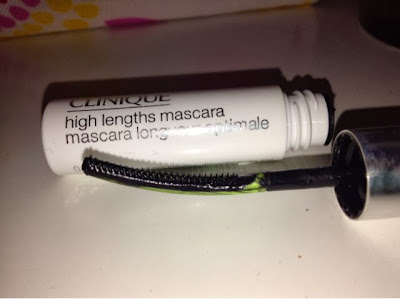 CLINIQUE
high lengths mascara
mascara longueur optimale